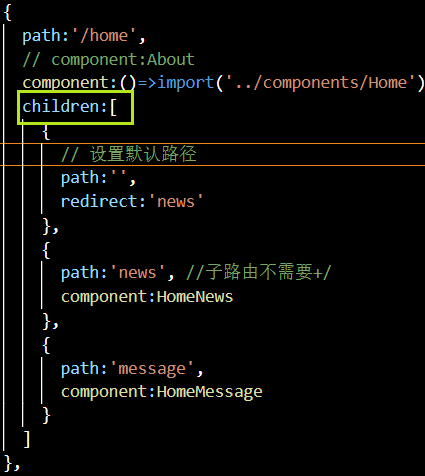 {
path:'/home',
// component:About
component:()=>import('../components/Home')
children:[
{
// 设置默认路径
path:'',
redirect:'news'
},
{
path:'news', //子路由不需要+/
component:HomeNews
},
{
path:'message',
component:HomeMessage
}
]
},